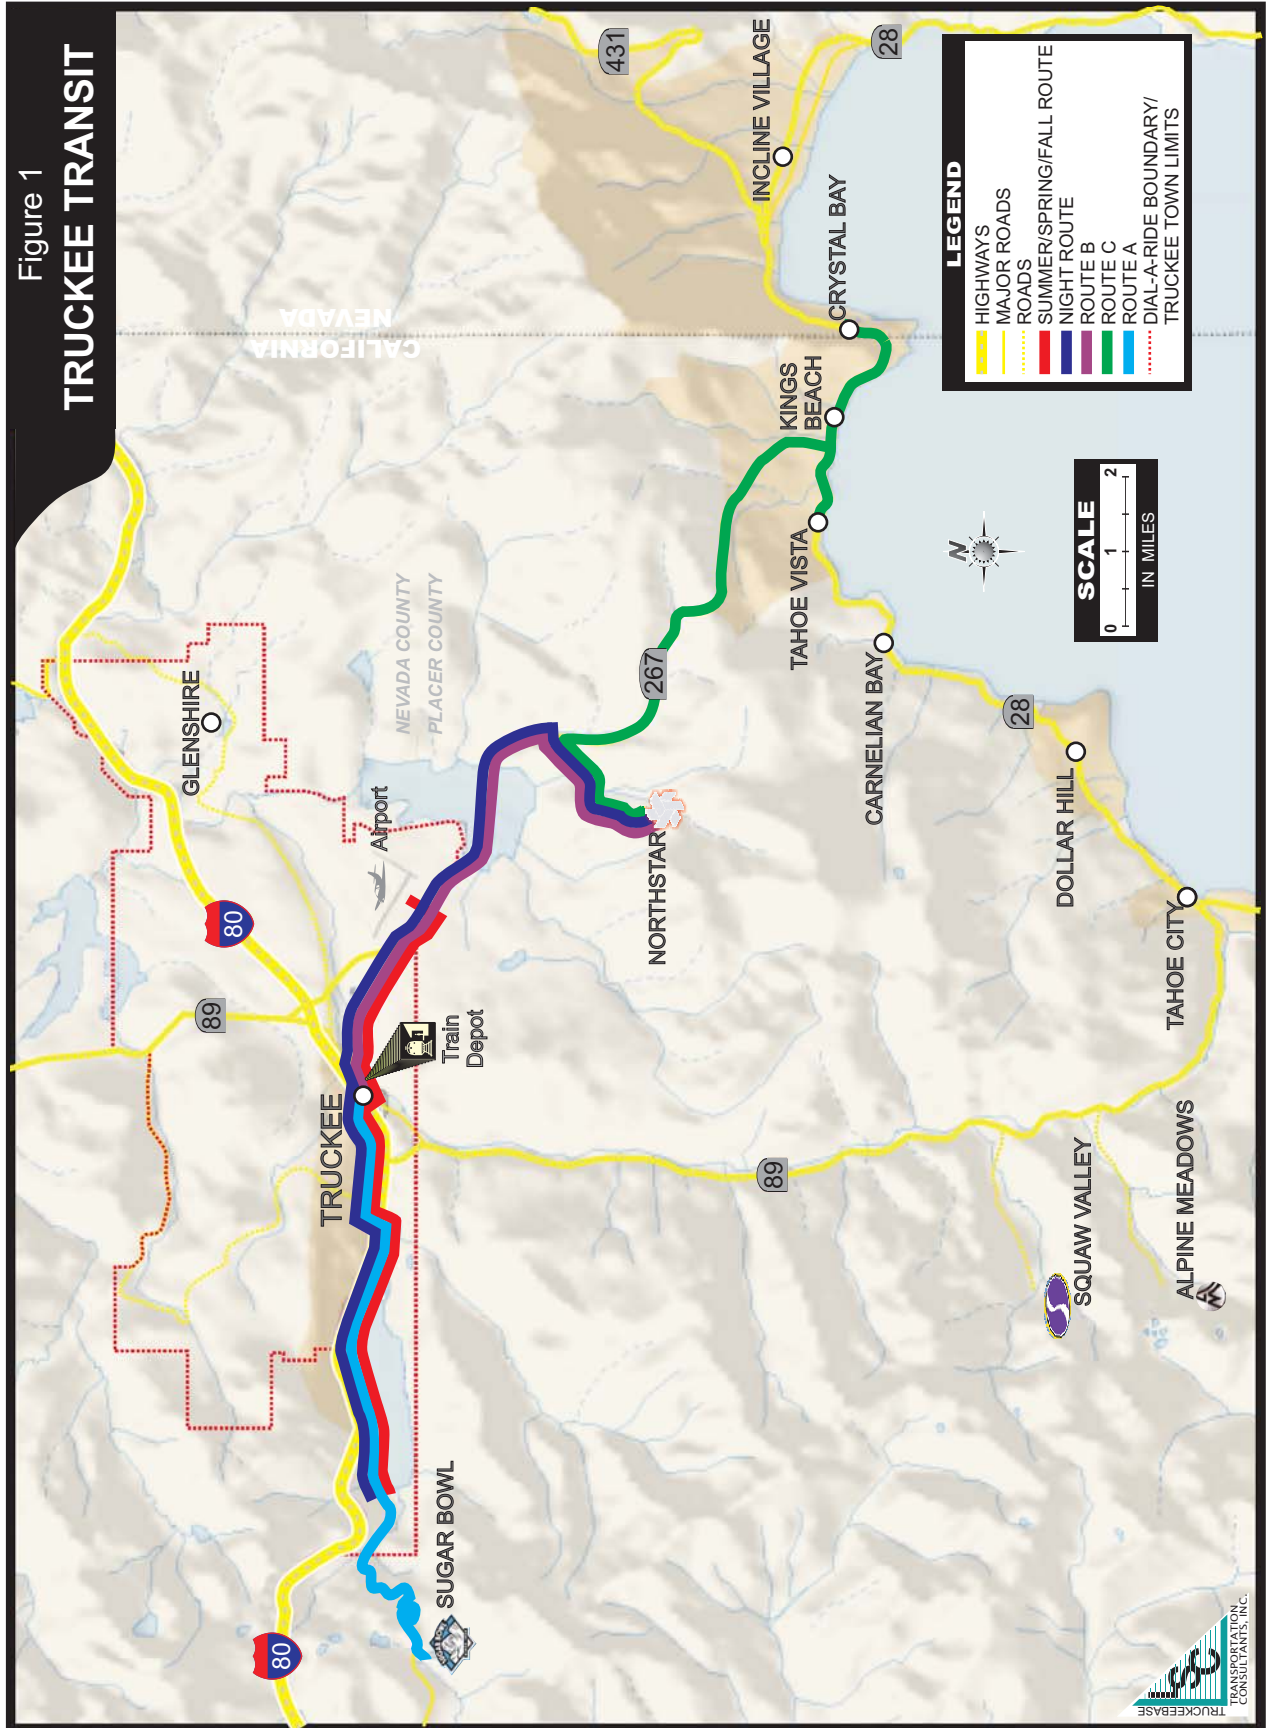 Figure 1
TRUCKEE TRANSIT
431
INCLINE VILLAGE
28
CRYSTAL BAY
NEVADA
CALIFORNIA
KINGS
BEACH
TAHOE VISTA
CARNELIAN BAY
28
DOLLAR HILL
TAHOE CITY
267
NEVADA COUNTY
PLACER COUNTY
GLENSHIRE
Airport
NORTHSTAR
80
89
Train
Depot
TRUCKEE
89
SQUAW VALLEY
ALPINE MEADOWS
SUGAR BOWL
80
LEGEND
HIGHWAYS
MAJOR ROADS
ROADS
SUMMER/SPRING/FALL ROUTE
NIGHT ROUTE
ROUTE B
ROUTE C
ROUTE A
DIAL-A-RIDE BOUNDARY/
TRUCKEE TOWN LIMITS
N
SCALE
0 1 2
IN MILES
LSC
TRANSPORTATION
CONSULTANTS, INC.
TRUCKEEBASE